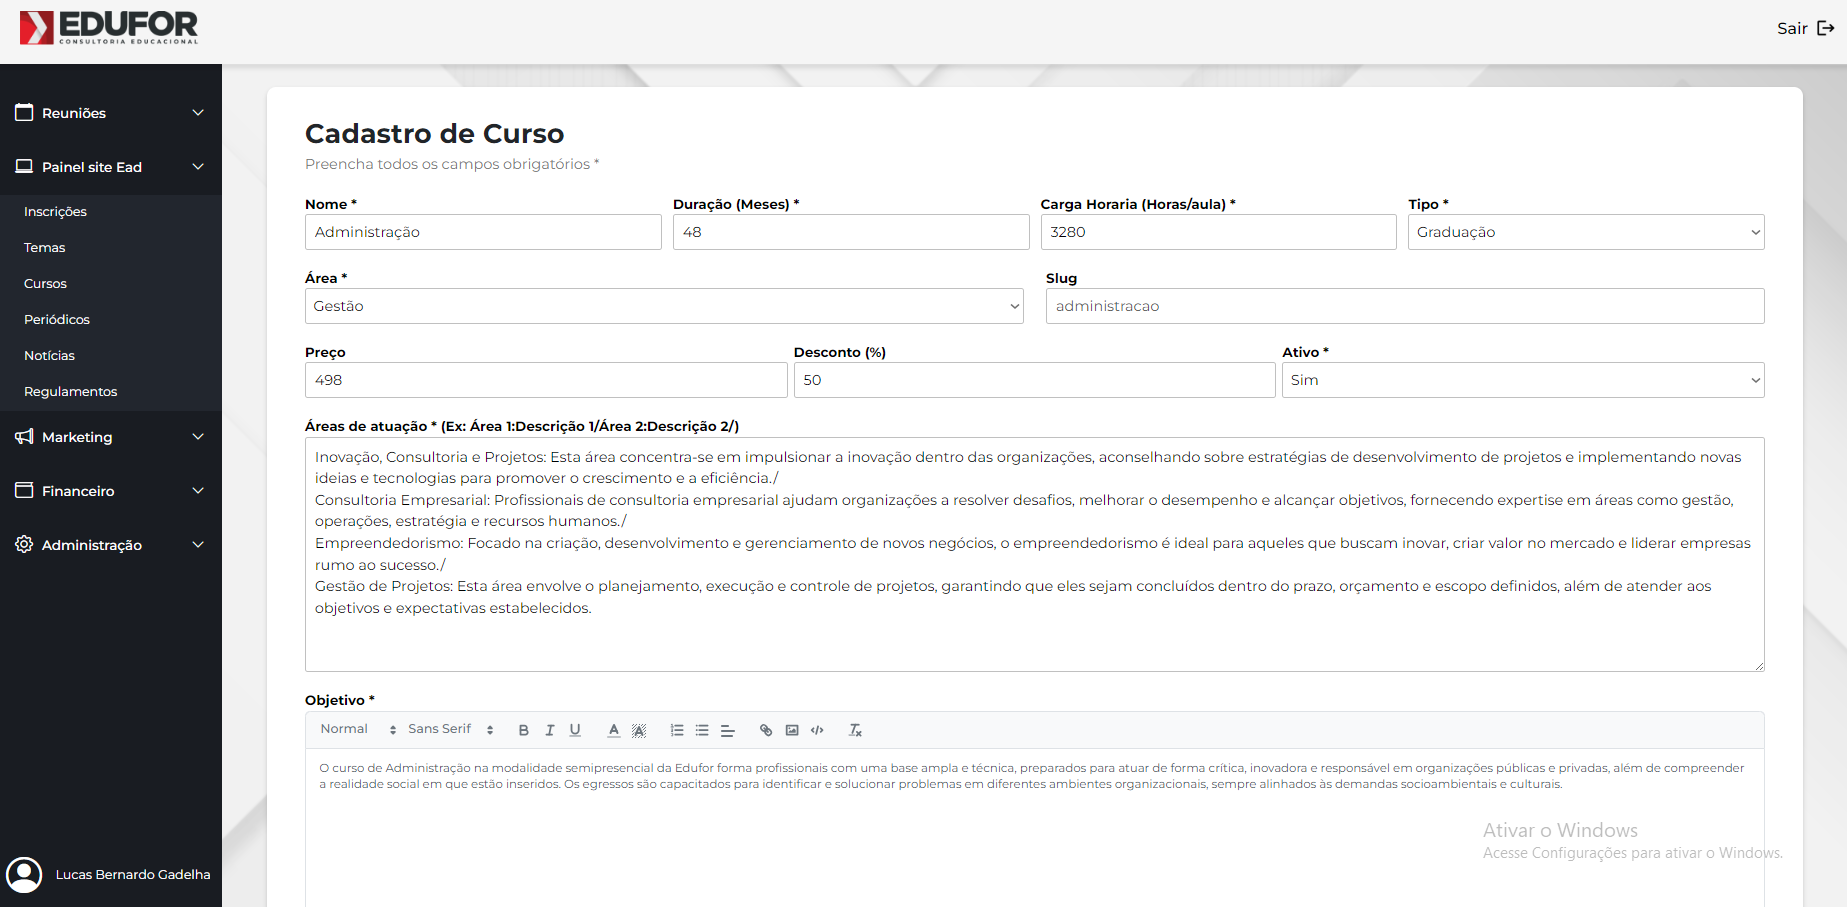 EDUFOR
CONSULTORIA EDUCACIONAL
Sair
Reuniões
Painel site Ead
Inscrições
Temas
Cursos
Periódicos
Notícias
Regulamentos
Marketing
Financeiro
Administração
Lucas Bernardo Gadelha
Cadastro de Curso
Preencha todos os campos obrigatórios *
Nome * Duração (Meses) * Carga Horaria (Horas/aula) * Tipo *
Administração 48 3280 Graduação
Área * Slug
Gestão administracao
Preço Desconto (%) Ativo *
498 50 Sim
Áreas de atuação * (Ex: Área 1:Descrição 1/Área 2:Descrição 2/)
Inovação, Consultoria e Projetos: Esta área concentra-se em impulsionar a inovação dentro das organizações, aconselhando sobre estratégias de desenvolvimento de projetos e implementando novas
ideias e tecnologias para promover o crescimento e a eficiência./
Consultoria Empresarial: Profissionais de consultoria empresarial ajudam organizações a resolver desafios, melhorar o desempenho e alcançar objetivos, fornecendo expertise em áreas como gestão,
operações, estratégia e recursos humanos./
Empreendedorismo: Focado na criação, desenvolvimento e gerenciamento de novos negócios, o empreendedorismo é ideal para aqueles que buscam inovar, criar valor no mercado e liderar empresas
rumo ao sucesso./
Gestão de Projetos: Esta área envolve o planejamento, execução e controle de projetos, garantindo que eles sejam concluídos dentro do prazo, orçamento e escopo definidos, além de atender aos
objetivos e expectativas estabelecidos.
Objetivo *
Normal Sans Serif
O curso de Administração na modalidade semipresencial da Edufor forma profissionais com uma base ampla e técnica, preparados para atuar de forma crítica, inovadora e responsável em organizações públicas e privadas, além de compreender
a realidade social em que estão inseridos. Os egressos são capacitados para identificar e solucionar problemas em diferentes ambientes organizacionais, sempre alinhados às demandas socioambientais e culturais.
Ativar o Windows
Acesse Configurações para ativar o Windows.